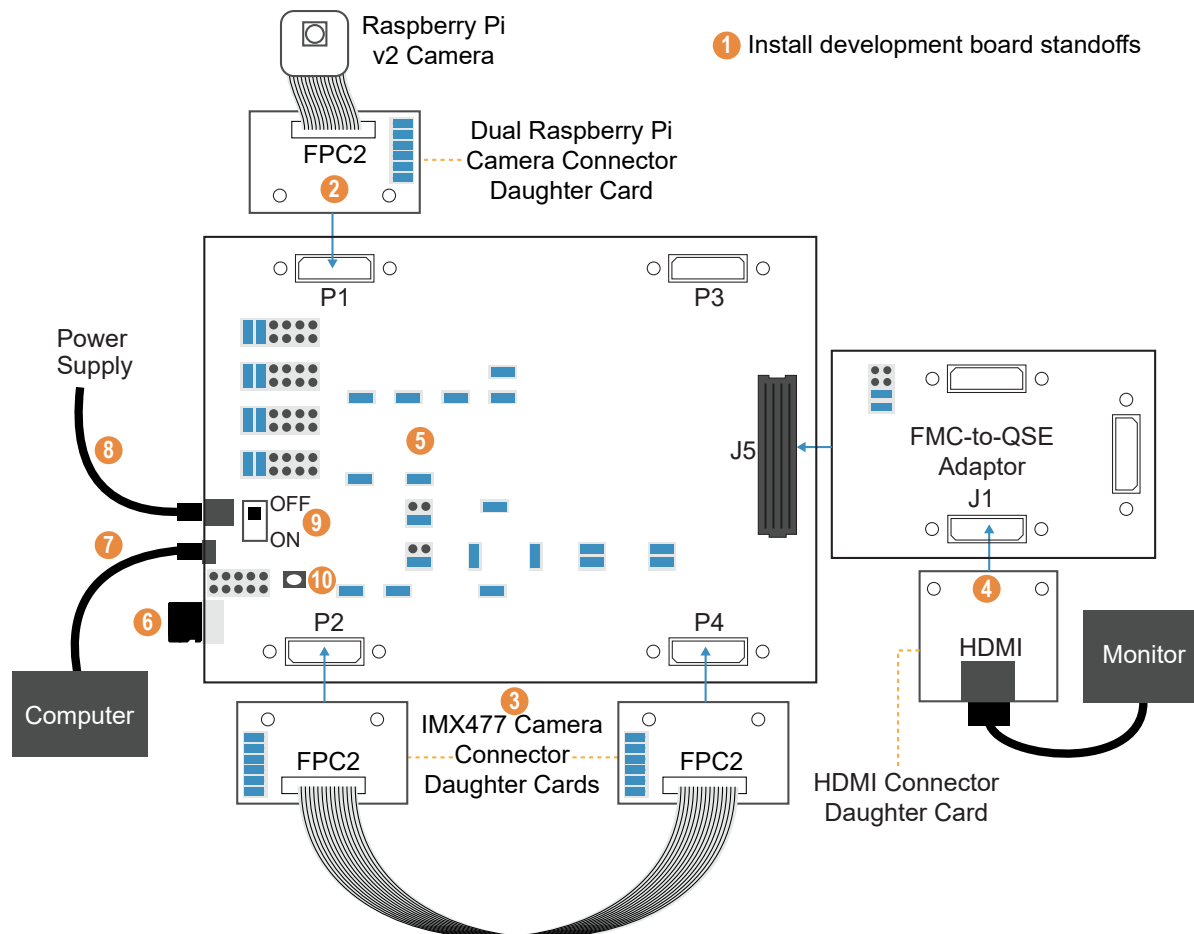 Raspberry Pi
v2 Camera
1 Install development board standoffs
FPC2
2
Dual Raspberry Pi
Camera Connector
Daughter Card
P1
P3
Power
Supply
8
5
J5
FMC-to-QSE
Adaptor
J1
OFF
ON
9
7
10
6
4
P2
P4
HDMI
Monitor
Computer
3
IMX477 Camera
Connector
Daughter Cards
FPC2
FPC2
HDMI Connector
Daughter Card